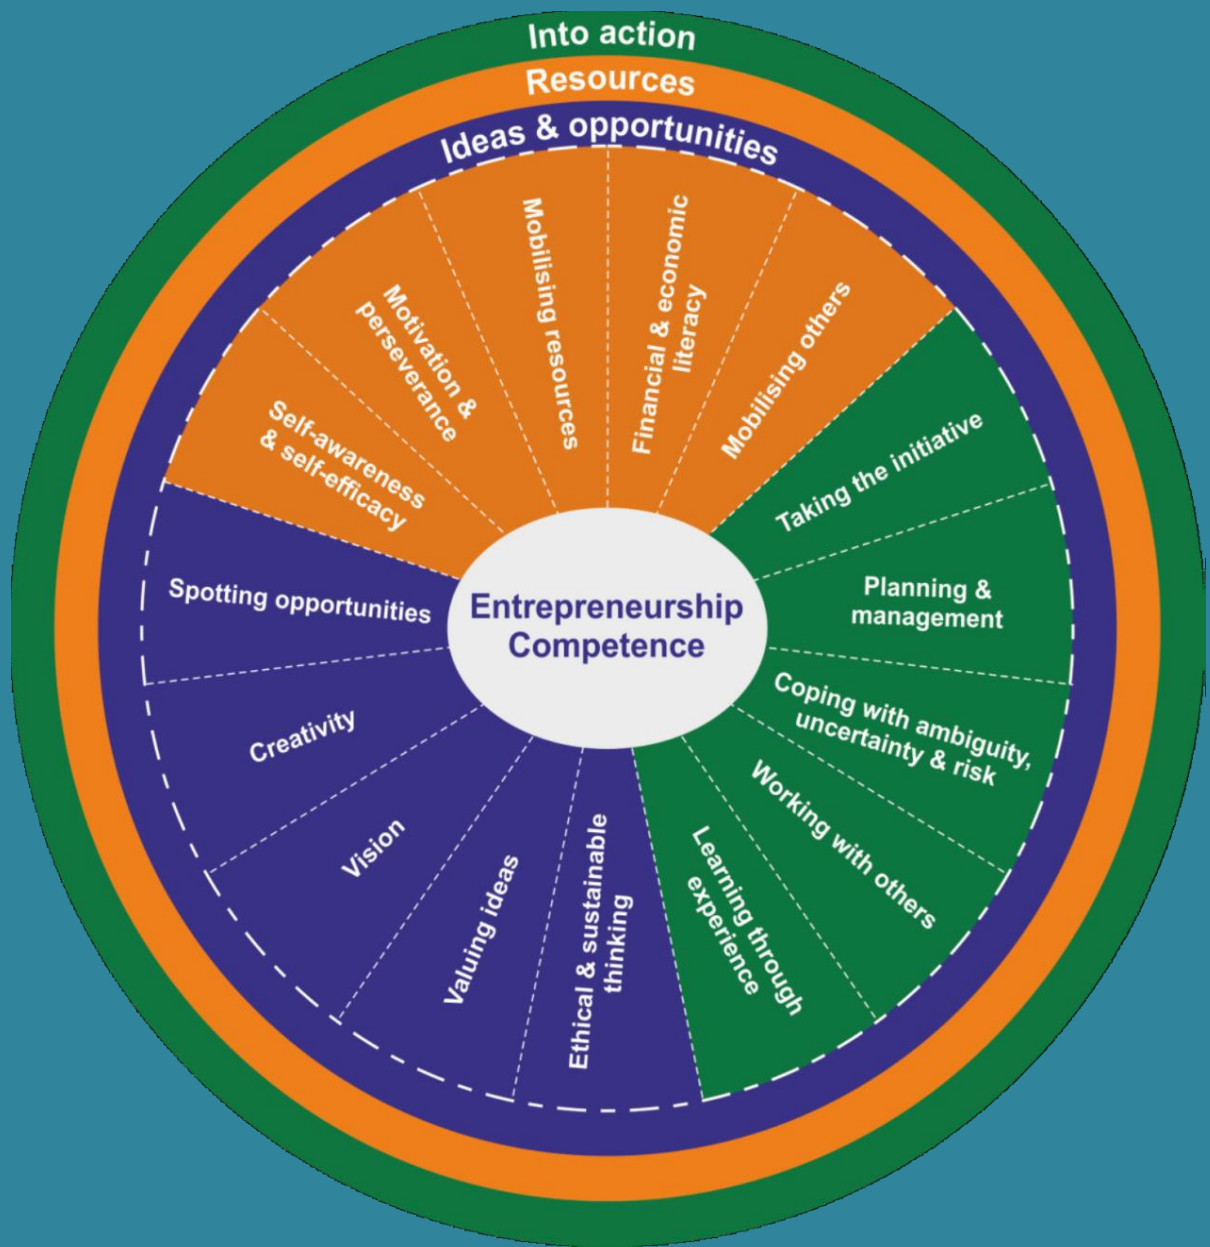 Into action
Resources
Ideas & opportunities
Self-awareness
& self-efficacy
Motivation &
perseverance
Mobilising resources
Financial & economic
literacy
Mobilising others
Taking the initiative
Planning &
management
Coping with ambiguity,
uncertainty & risk
Working with others
Learning through
experience
Ethical & sustainable
thinking
Valuing ideas
Vision
Creativity
Spotting opportunities
Entrepreneurship
Competence